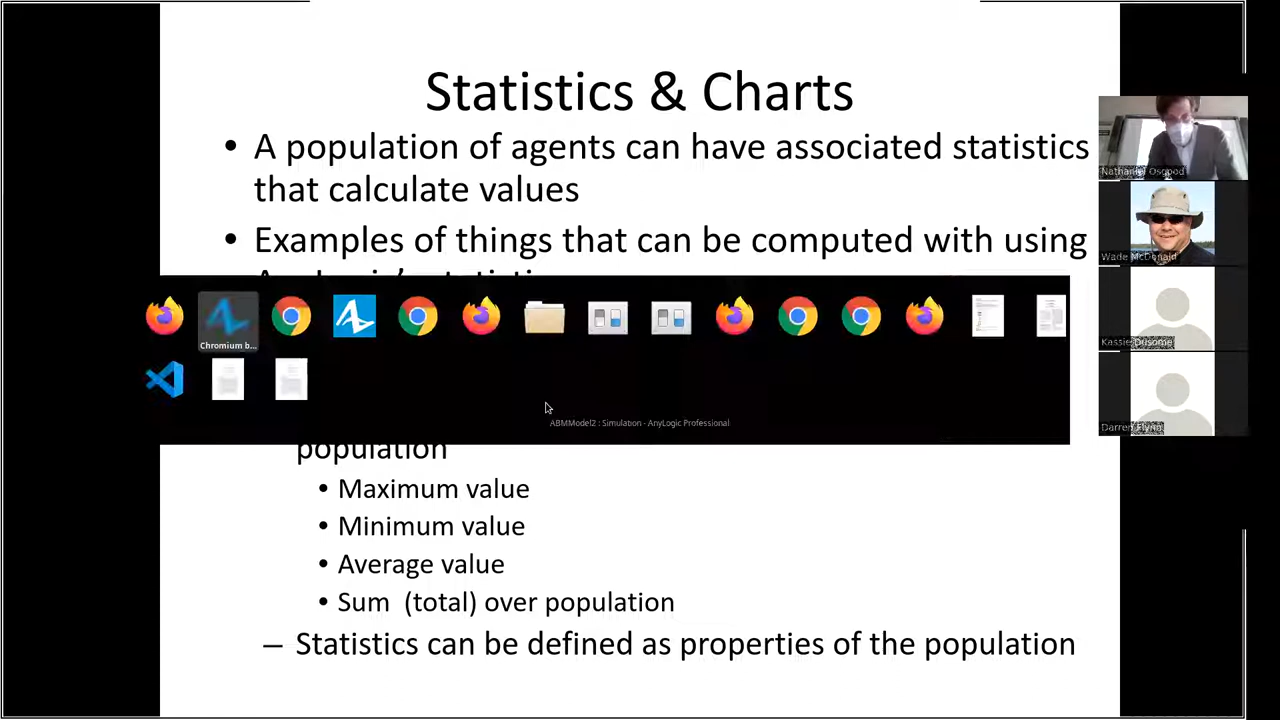 Statistics & Charts
• A population of agents can have associated statistics
that calculate values
• Examples of things that can be computed with using
Chromium b...
ABMModel2 : Simulation - AnyLogic Professional
population
• Maximum value
• Minimum value
• Average value
• Sum (total) over population
– Statistics can be defined as properties of the population
Nathaniel Osgood
Wade McDonald
Kassie Dusome
Darren Flynn